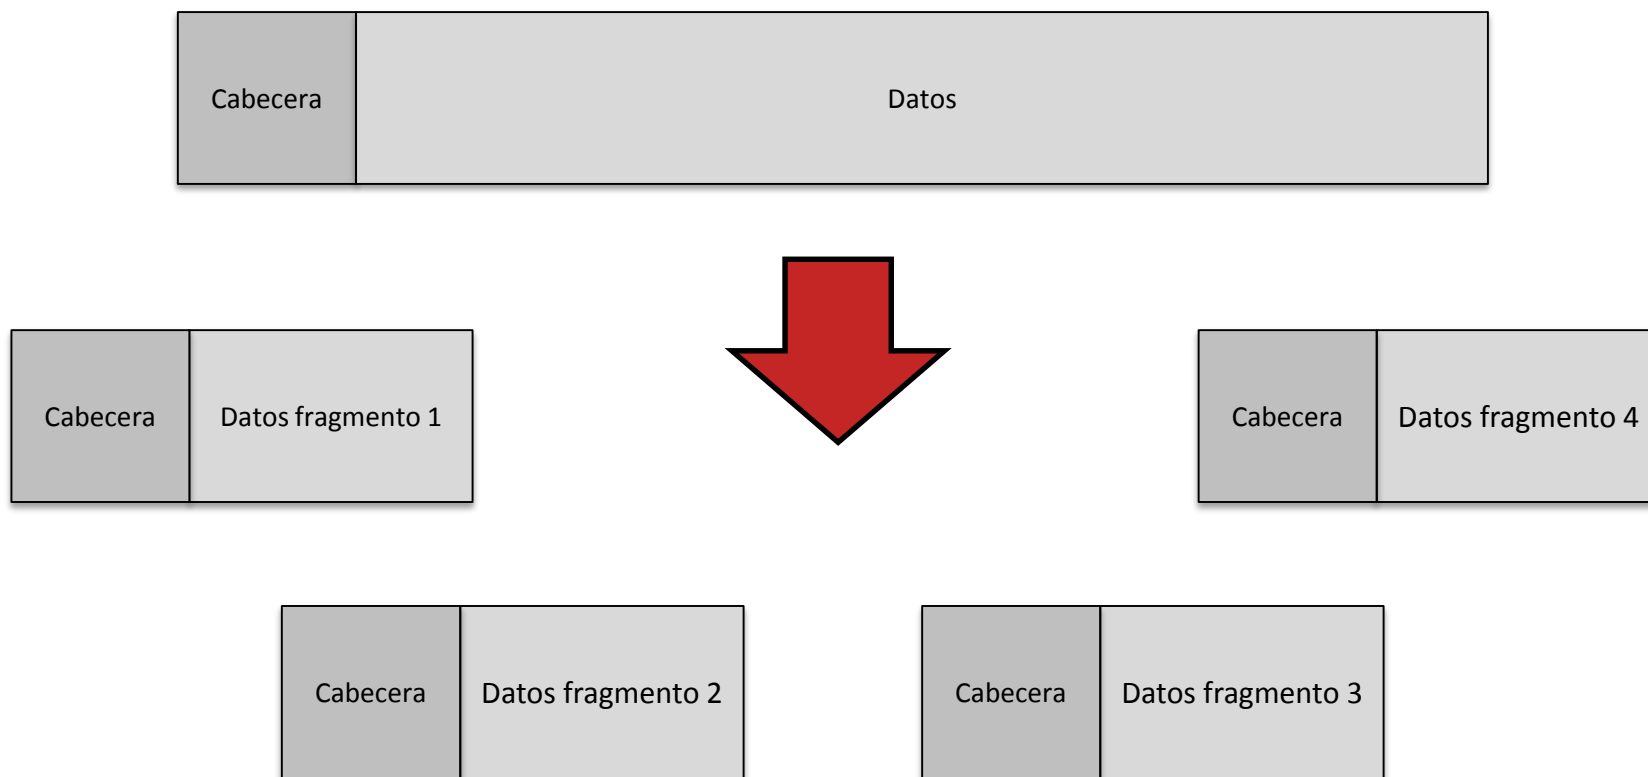 Cabecera
Datos
Cabecera
Datos fragmento 1
Cabecera
Datos fragmento 4
Cabecera
Datos fragmento 2
Cabecera
Datos fragmento 3